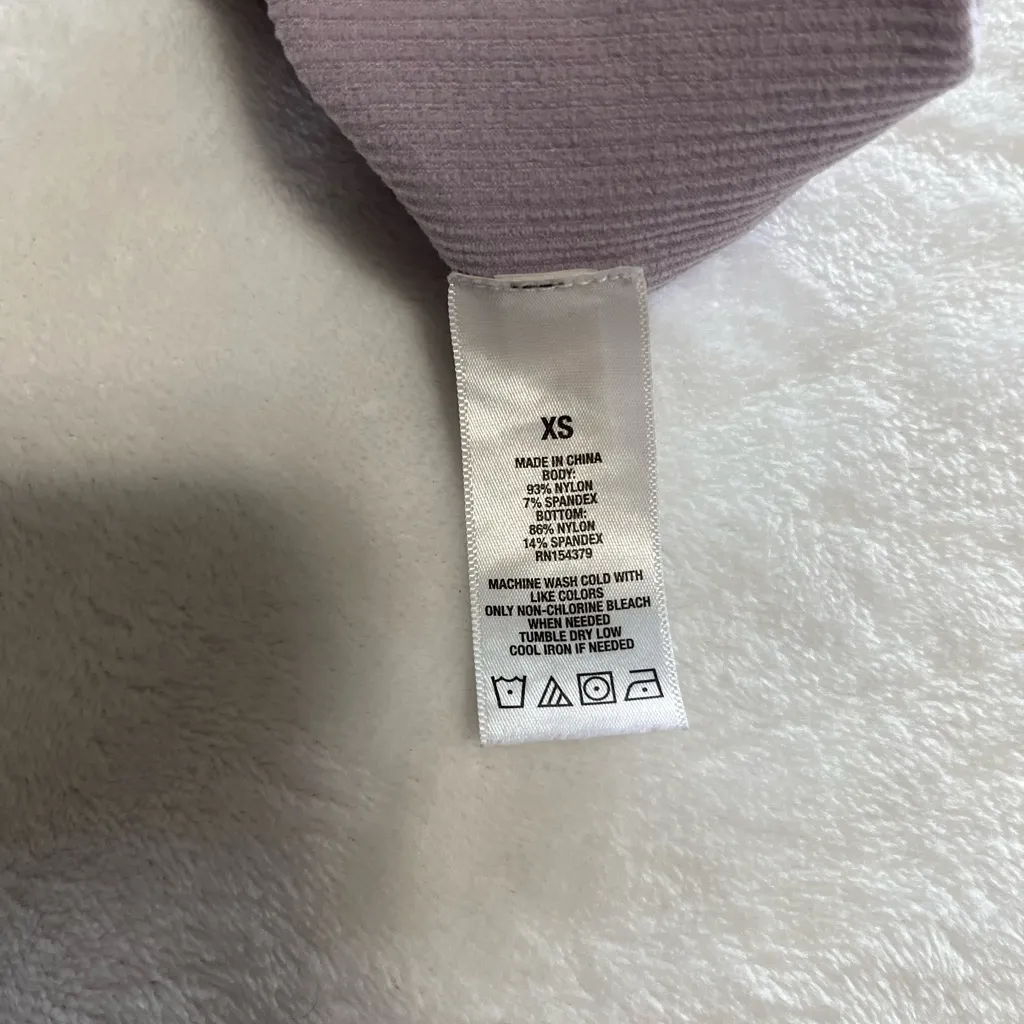 XS
MADE IN CHINA
BODY:
93% NYLON
7% SPANDEX
BOTTOM:
86% NYLON
14% SPANDEX
RN154379
MACHINE WASH COLD WITH
LIKE COLORS
ONLY NON-CHLORINE BLEACH
WHEN NEEDED
TUMBLE DRY LOW
COOL IRON IF NEEDED